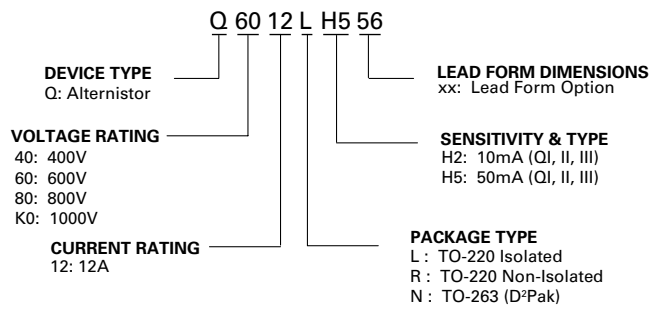 Q 60 12 L H5 56
DEVICE TYPE
Q: Alternistor
VOLTAGE RATING
40: 400V
60: 600V
80: 800V
K0: 1000V
CURRENT RATING
12: 12A
LEAD FORM DIMENSIONS
xx: Lead Form Option
SENSITIVITY & TYPE
H2: 10mA (QI, II, III)
H5: 50mA (QI, II, III)
PACKAGE TYPE
L : TO-220 Isolated
R : TO-220 Non-Isolated
N : TO-263 (D²Pak)